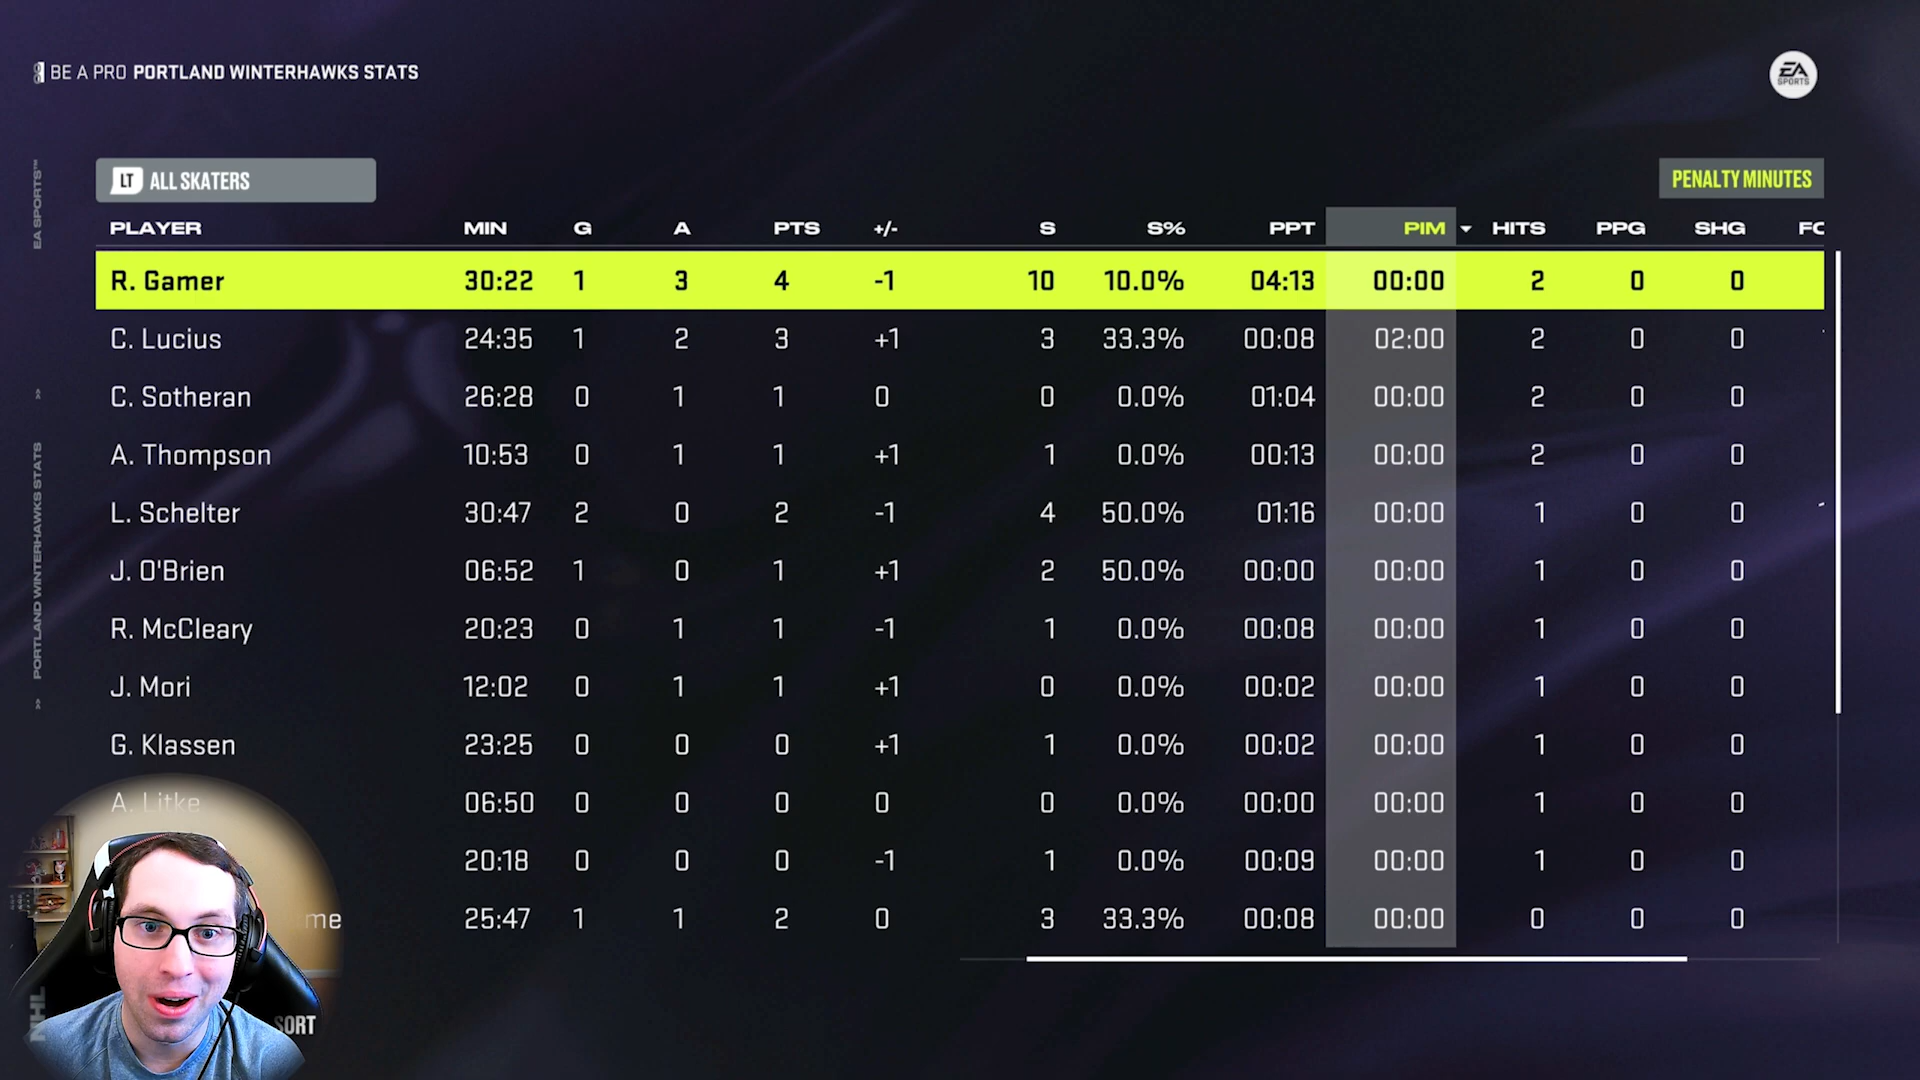 BE A PRO PORTLAND WINTERHAWKS STATS
EA SPORTS
EA SPORTS™
PORTLAND WINTERHAWKS STATS
NHL
LT ALL SKATERS
PENALTY MINUTES
PLAYER MIN G A PTS +/- S S% PPT PIM HITS PPG SHG FO
R. Gamer 30:22 1 3 4 -1 10 10.0% 04:13 00:00 2 0 0
C. Lucius 24:35 1 2 3 +1 3 33.3% 00:08 02:00 2 0 0
C. Sotheran 26:28 0 1 1 0 0 0.0% 01:04 00:00 2 0 0
A. Thompson 10:53 0 1 1 +1 1 0.0% 00:13 00:00 2 0 0
L. Schelter 30:47 2 0 2 -1 4 50.0% 01:16 00:00 1 0 0
J. O'Brien 06:52 1 0 1 +1 2 50.0% 00:00 00:00 1 0 0
R. McCleary 20:23 0 1 1 -1 1 0.0% 00:08 00:00 1 0 0
J. Mori 12:02 0 1 1 +1 0 0.0% 00:02 00:00 1 0 0
G. Klassen 23:25 0 0 0 +1 1 0.0% 00:02 00:00 1 0 0
A. Litke 06:50 0 0 0 0 0 0.0% 00:00 00:00 1 0 0
20:18 0 0 0 -1 1 0.0% 00:09 00:00 1 0 0
me 25:47 1 1 2 0 3 33.3% 00:08 00:00 0 0 0
SORT